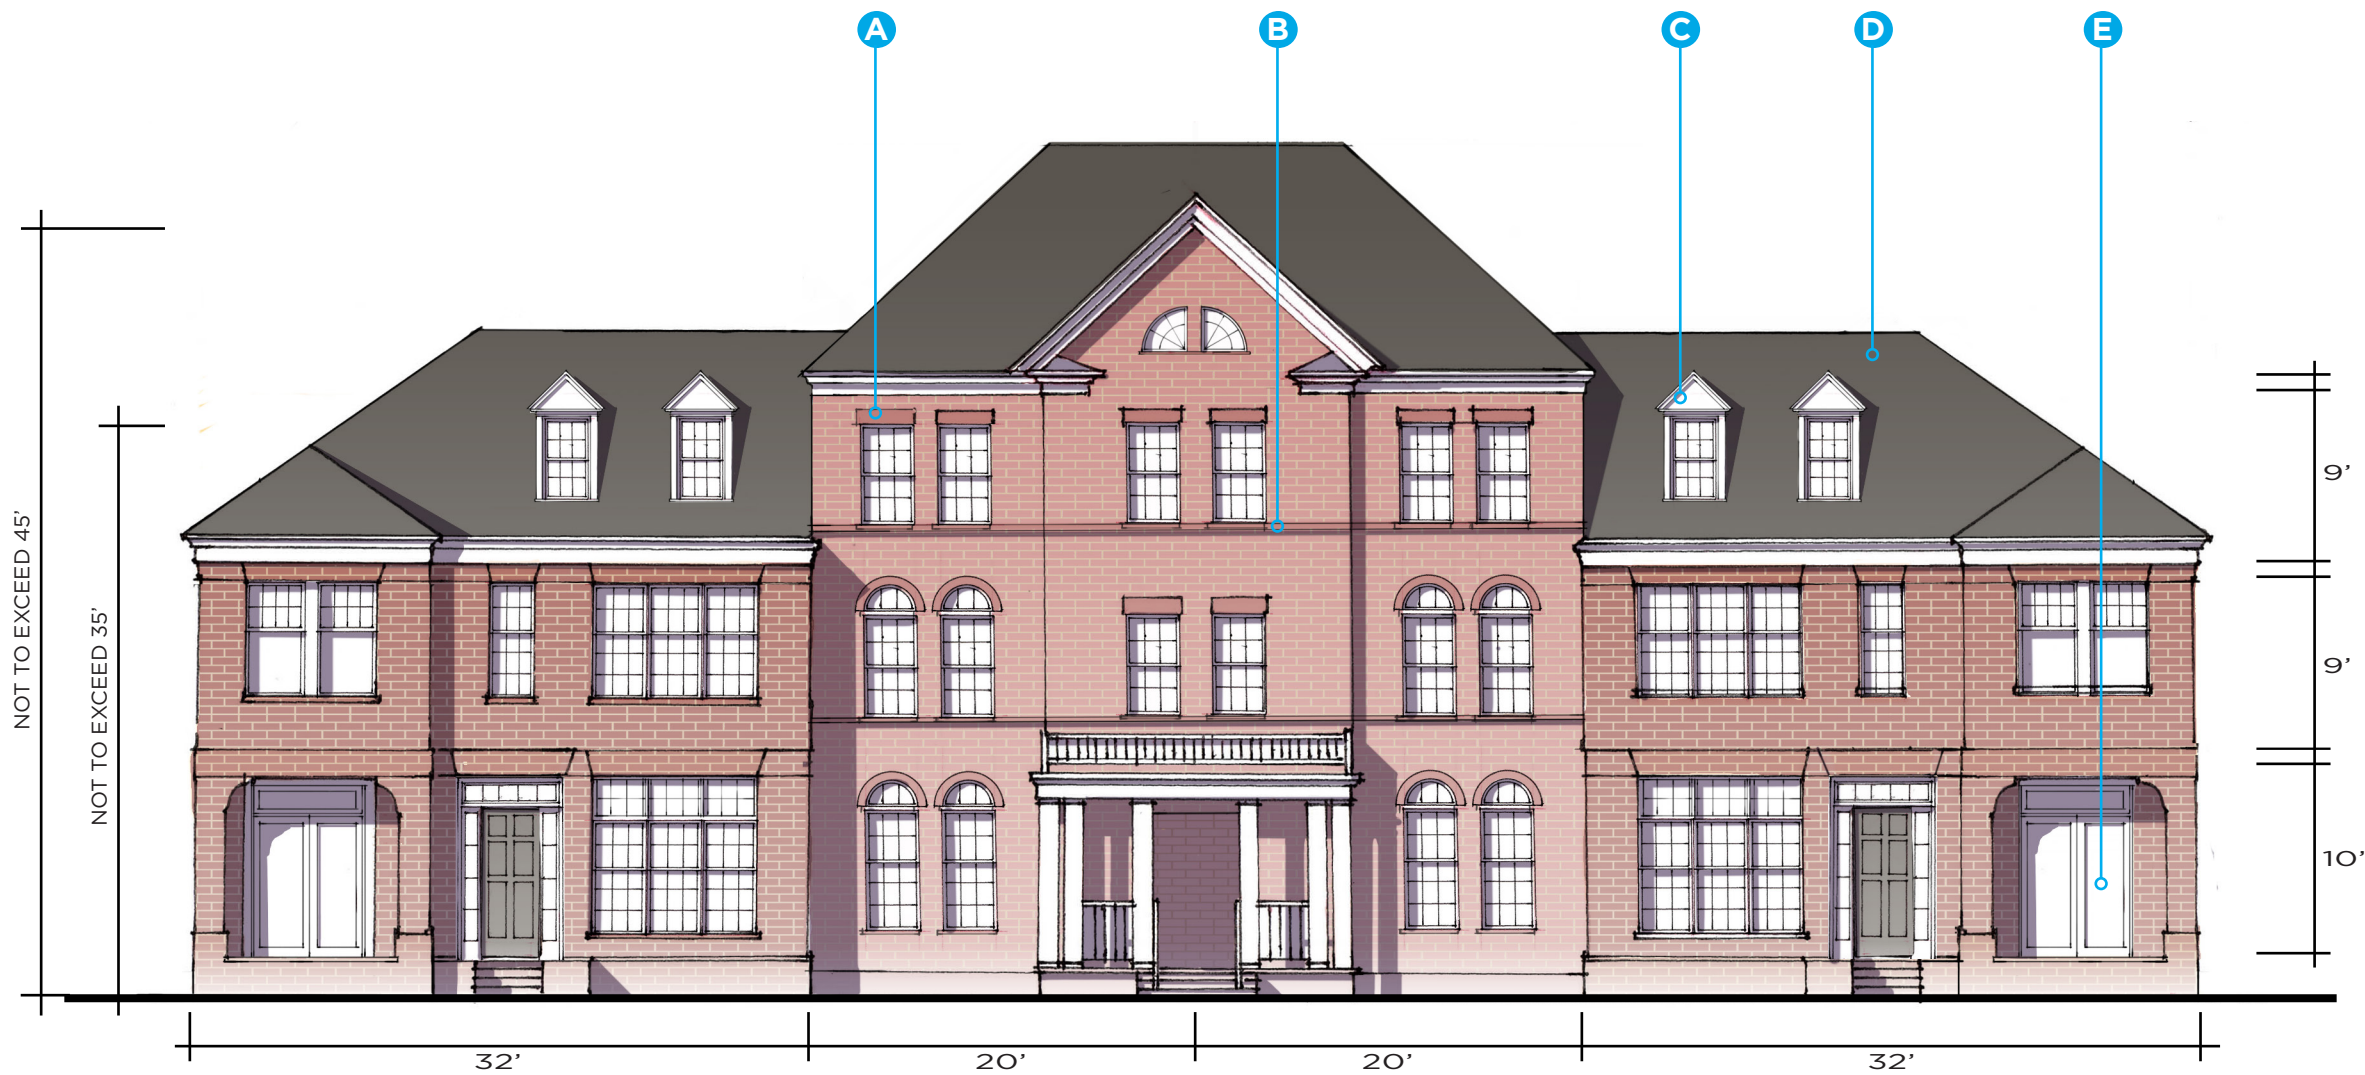 A B C D E
NOT TO EXCEED 45’
NOT TO EXCEED 35’
9’
9’
10’
32’ 20’ 20’ 32’